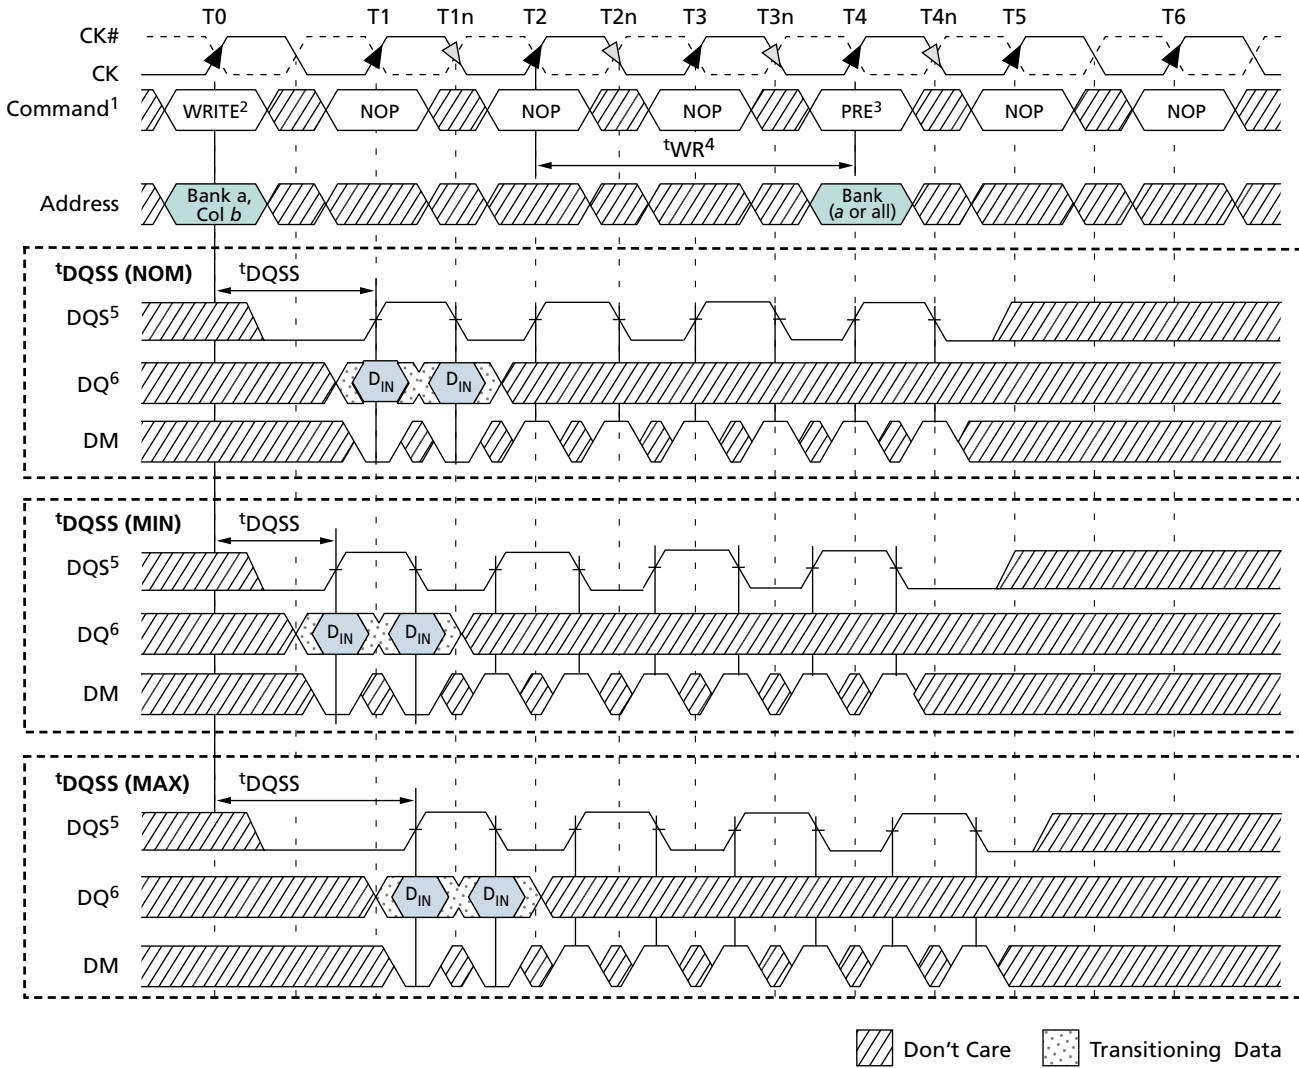 T0 T1 T1n T2 T2n T3 T3n T4 T4n T5 T6
CK#
CK
Command1 WRITE2 NOP NOP NOP PRE3 NOP NOP
tWR4
Address Bank a, Col b Bank (a or all)
tDQSS (NOM) tDQSS
DQS5
DQ6 DIN DIN
DM
tDQSS (MIN) tDQSS
DQS5
DQ6 DIN DIN
DM
tDQSS (MAX) tDQSS
DQS5
DQ6 DIN DIN
DM
Don't Care Transitioning Data